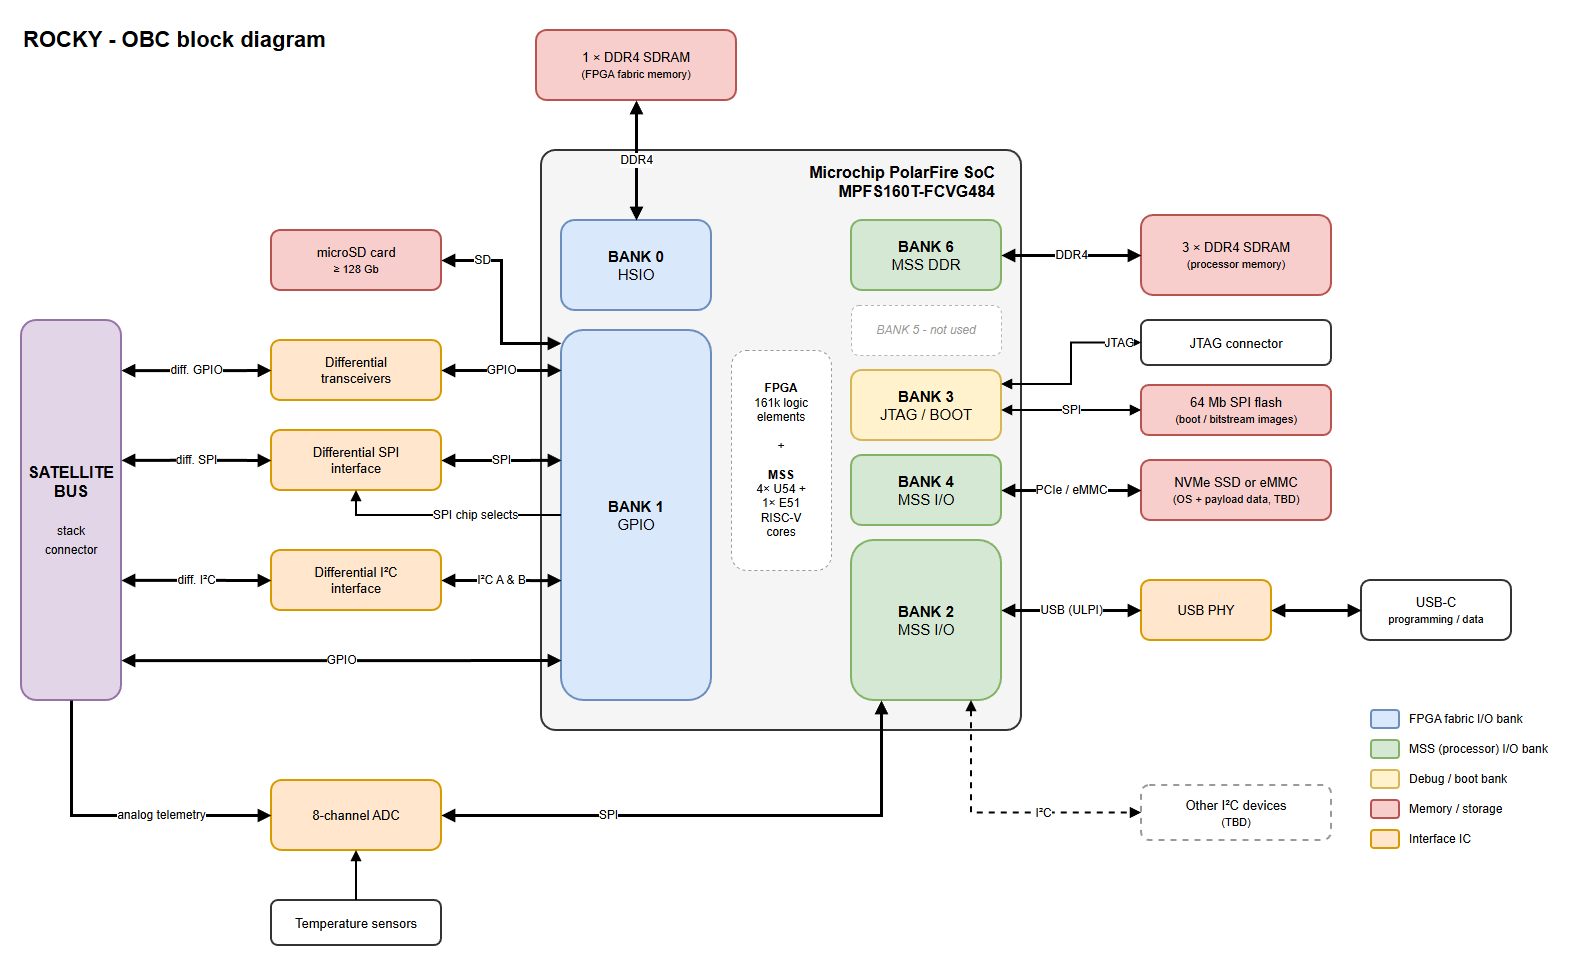 ROCKY - OBC block diagram
1 × DDR4 SDRAM
(FPGA fabric memory)
DDR4
Microchip PolarFire SoC
MPFS160T-FCVG484
microSD card
≥ 128 Gb
SD
BANK 0
HSIO
BANK 6
MSS DDR
DDR4
3 × DDR4 SDRAM
(processor memory)
BANK 5 - not used
JTAG
JTAG connector
diff. GPIO
Differential
transceivers
GPIO
FPGA
161k logic
elements
+
MSS
4× U54 +
1× E51
RISC-V
cores
BANK 3
JTAG / BOOT
SPI
64 Mb SPI flash
(boot / bitstream images)
SATELLITE
BUS
stack
connector
diff. SPI
Differential SPI
interface
SPI
SPI chip selects
BANK 1
GPIO
BANK 4
MSS I/O
PCIe / eMMC
NVMe SSD or eMMC
(OS + payload data, TBD)
diff. I²C
Differential I²C
interface
I²C A & B
BANK 2
MSS I/O
USB (ULPI)
USB PHY
USB-C
programming / data
GPIO
analog telemetry
8-channel ADC
SPI
I²C
Other I²C devices
(TBD)
Temperature sensors
FPGA fabric I/O bank
MSS (processor) I/O bank
Debug / boot bank
Memory / storage
Interface IC